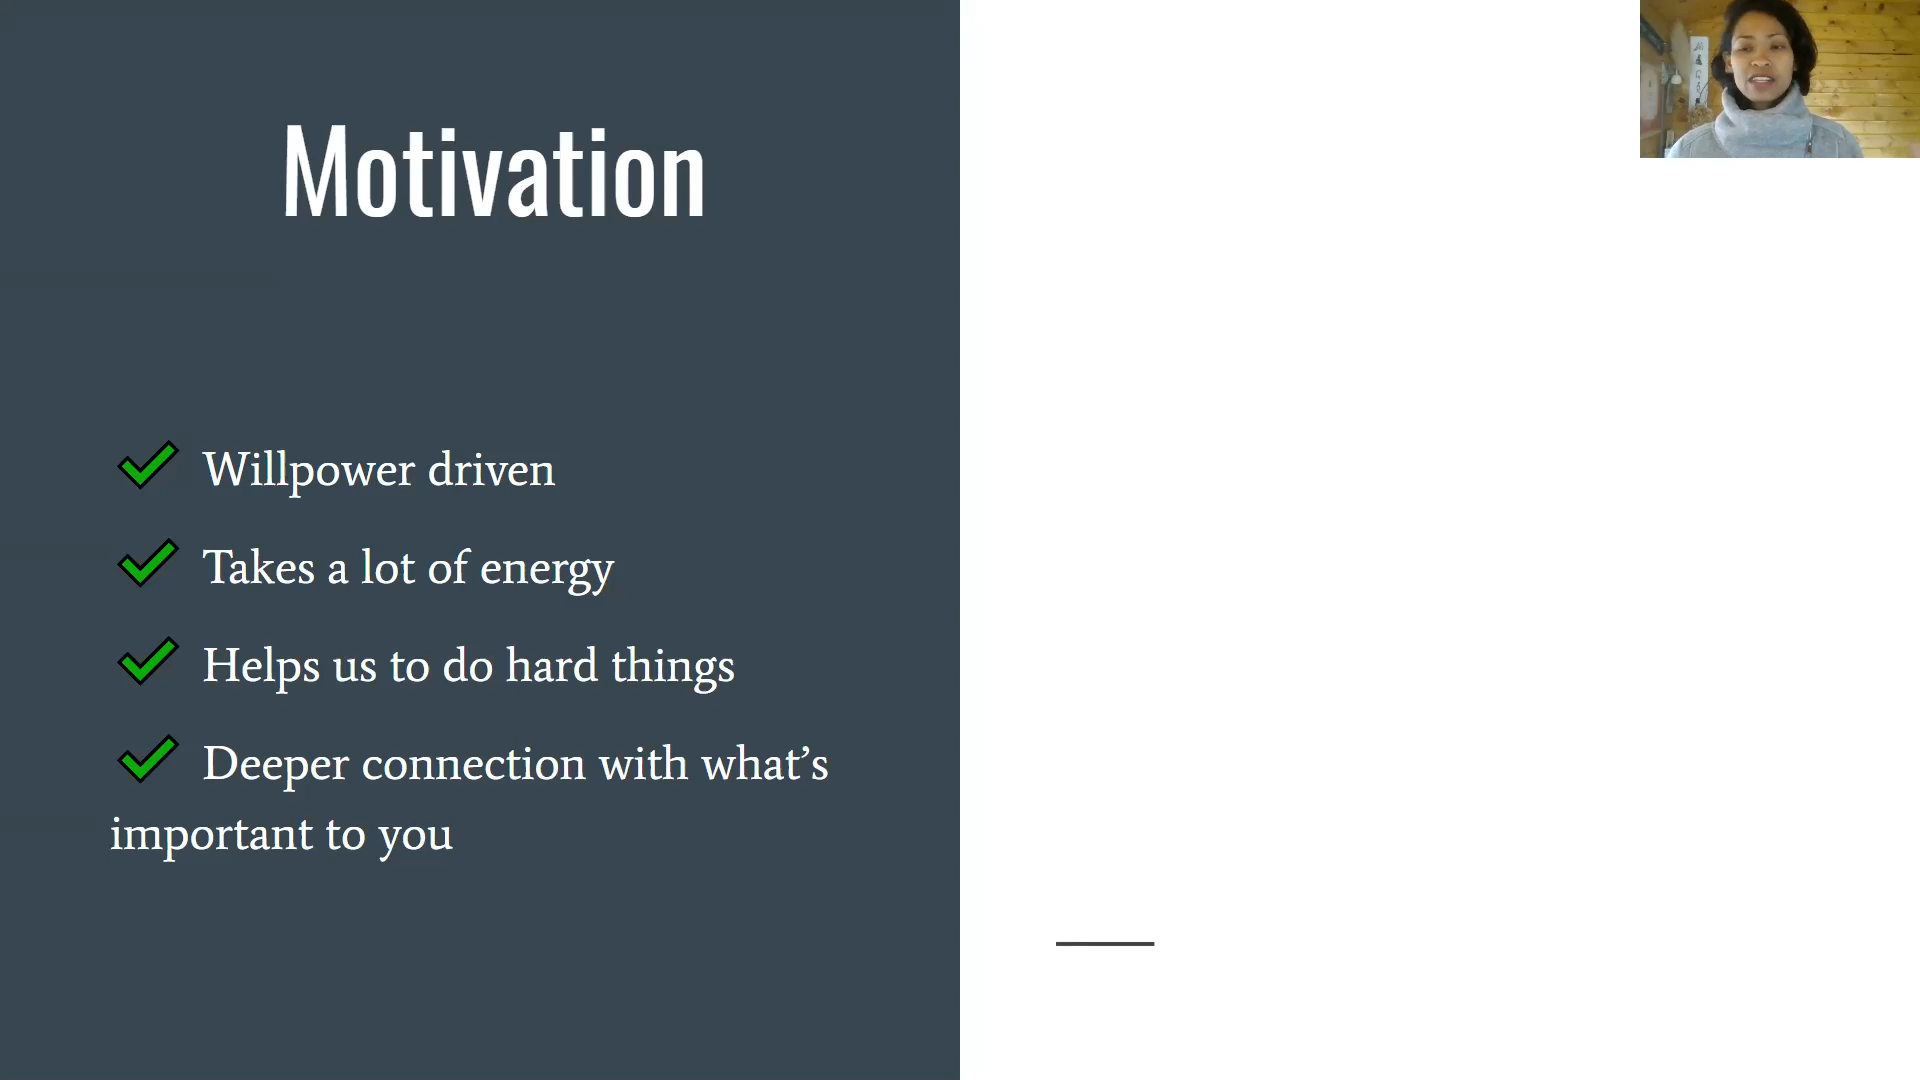 Motivation
Willpower driven
Takes a lot of energy
Helps us to do hard things
Deeper connection with what’s
important to you